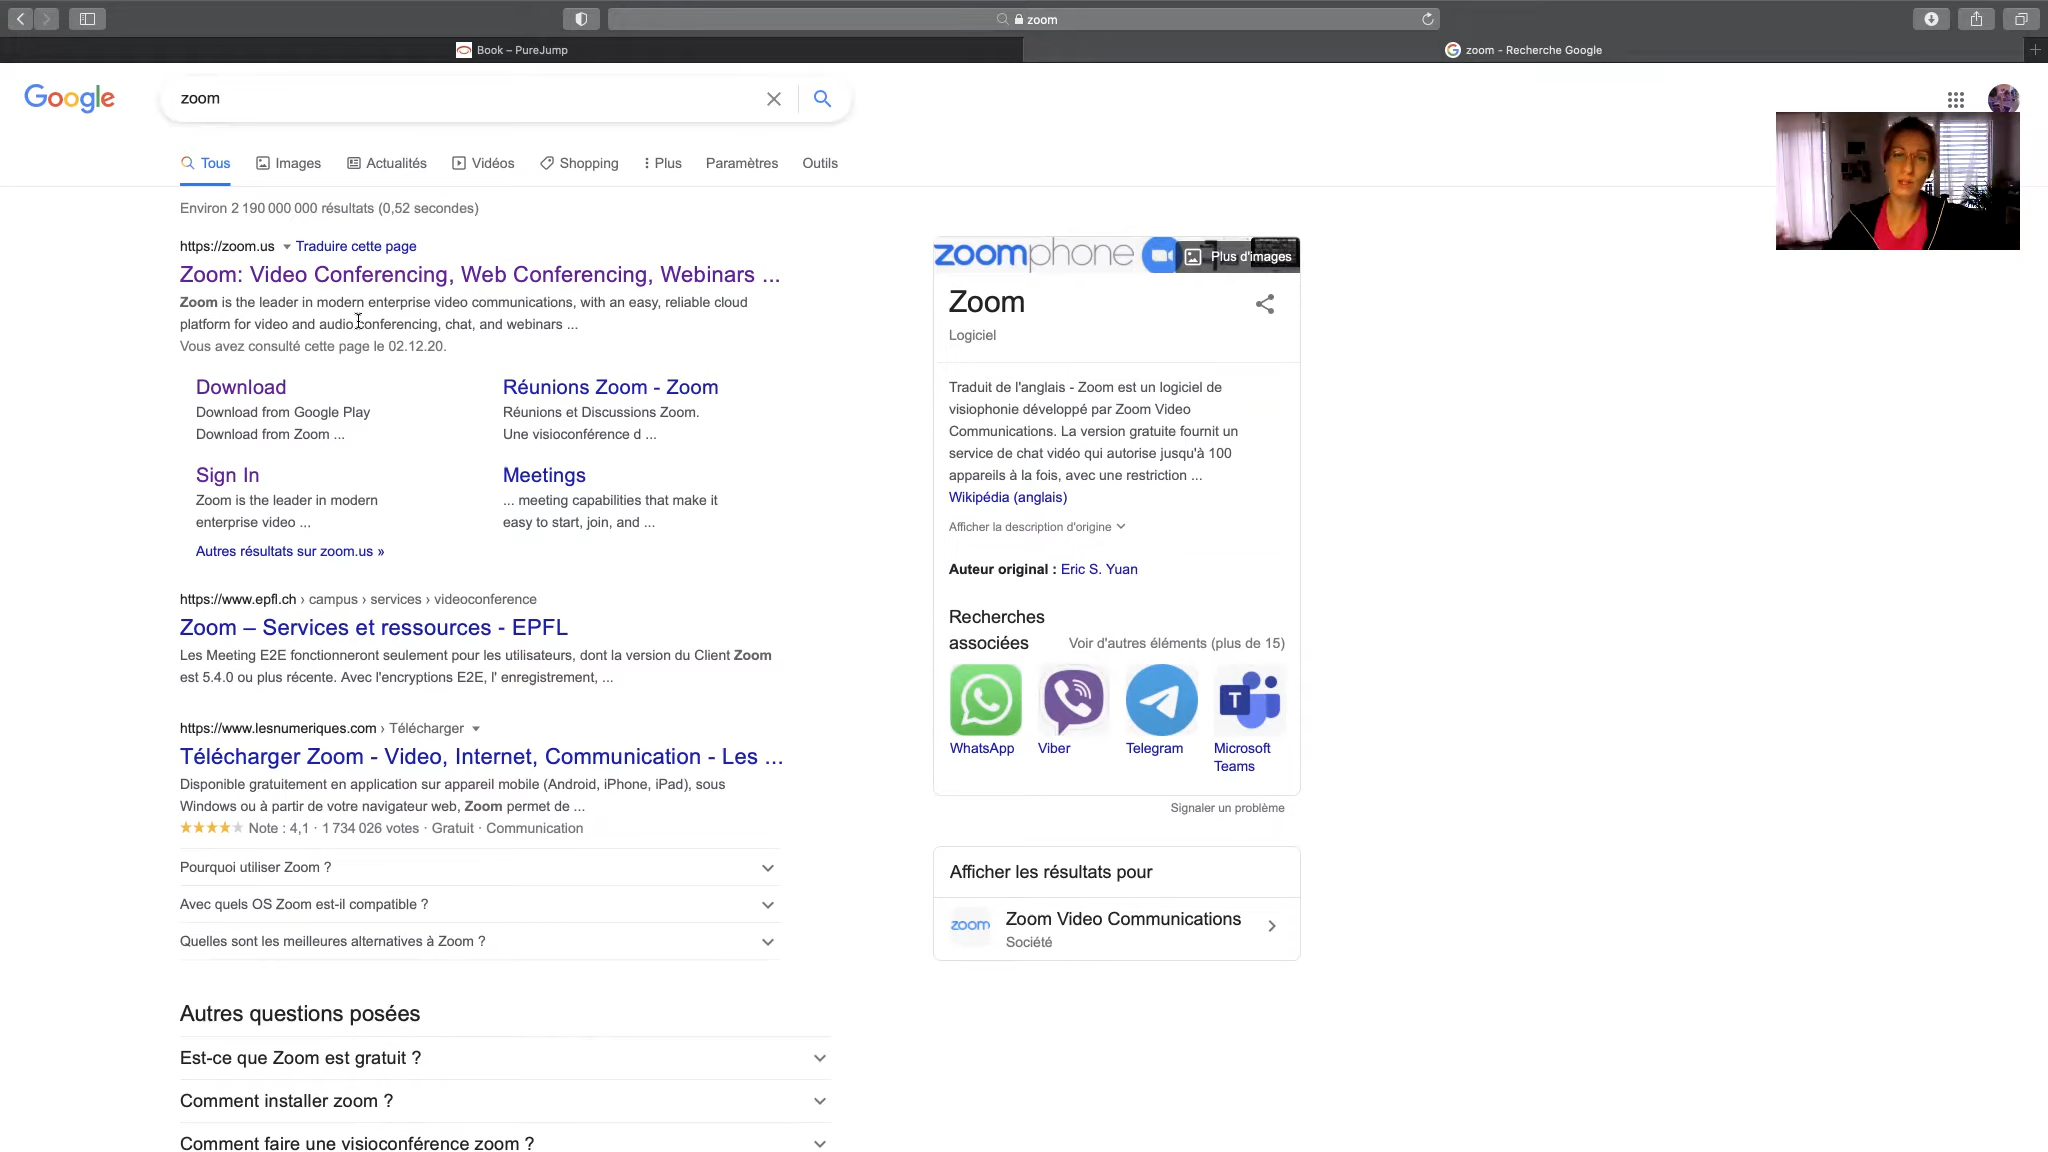 zoom
Book – PureJump
zoom - Recherche Google
Google
zoom
Tous
Images
Actualités
Vidéos
Shopping
Plus
Paramètres
Outils
Environ 2 190 000 000 résultats (0,52 secondes)
https://zoom.us Traduire cette page
Zoom: Video Conferencing, Web Conferencing, Webinars ...
Zoom is the leader in modern enterprise video communications, with an easy, reliable cloud
platform for video and audio conferencing, chat, and webinars ...
Vous avez consulté cette page le 02.12.20.
Download
Download from Google Play
Download from Zoom ...
Réunions Zoom - Zoom
Réunions et Discussions Zoom.
Une visioconférence d ...
Sign In
Zoom is the leader in modern
enterprise video ...
Meetings
... meeting capabilities that make it
easy to start, join, and ...
Autres résultats sur zoom.us »
https://www.epfl.ch › campus › services › videoconference
Zoom – Services et ressources - EPFL
Les Meeting E2E fonctionneront seulement pour les utilisateurs, dont la version du Client Zoom
est 5.4.0 ou plus récente. Avec l'encryptions E2E, l' enregistrement, ...
https://www.lesnumeriques.com › Télécharger
Télécharger Zoom - Video, Internet, Communication - Les ...
Disponible gratuitement en application sur appareil mobile (Android, iPhone, iPad), sous
Windows ou à partir de votre navigateur web, Zoom permet de ...
Note : 4,1 · 1 734 026 votes · Gratuit · Communication
Pourquoi utiliser Zoom ?
Avec quels OS Zoom est-il compatible ?
Quelles sont les meilleures alternatives à Zoom ?
Autres questions posées
Est-ce que Zoom est gratuit ?
Comment installer zoom ?
Comment faire une visioconférence zoom ?
zoomphone
Plus d'images
Zoom
Logiciel
Traduit de l'anglais - Zoom est un logiciel de
visiophonie développé par Zoom Video
Communications. La version gratuite fournit un
service de chat vidéo qui autorise jusqu'à 100
appareils à la fois, avec une restriction ...
Wikipédia (anglais)
Afficher la description d'origine
Auteur original : Eric S. Yuan
Recherches
associées
Voir d'autres éléments (plus de 15)
T
WhatsApp
Viber
Telegram
Microsoft
Teams
Signaler un problème
Afficher les résultats pour
zoom
Zoom Video Communications
Société